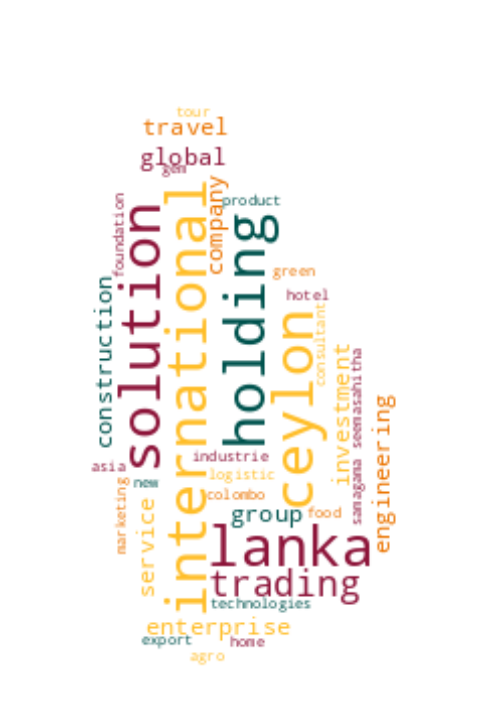 tour
travel
global
gem
product
company
foundation
solution
international
holding
green
hotel
construction
ceylon
consultant
investment
samagama seemasahitha
engineering
industrie
asia
logistic
new
marketing
colombo
service
group
food
lanka
trading
technologies
enterprise
export
home
agro